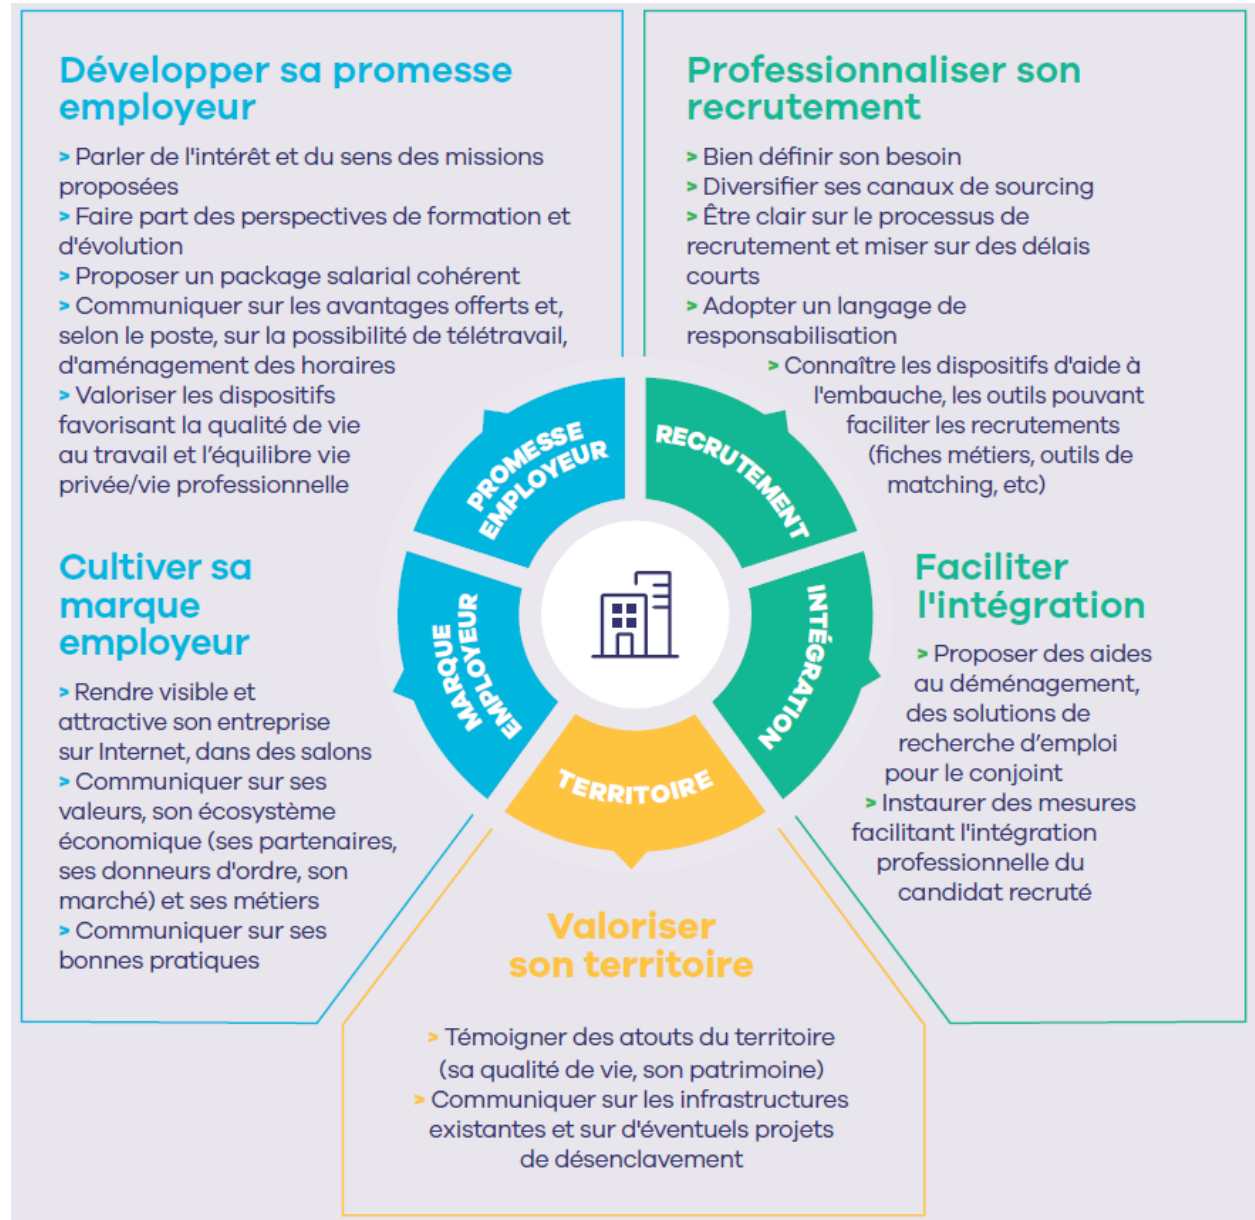 Développer sa promesse
employeur
> Parler de l'intérêt et du sens des missions
proposées
> Faire part des perspectives de formation et
d'évolution
> Proposer un package salarial cohérent
> Communiquer sur les avantages offerts et,
selon le poste, sur la possibilité de télétravail,
d'aménagement des horaires
> Valoriser les dispositifs
favorisant la qualité de vie
au travail et l’équilibre vie
privée/vie professionnelle
Professionnaliser son
recrutement
> Bien définir son besoin
> Diversifier ses canaux de sourcing
> Être clair sur le processus de
recrutement et miser sur des délais
courts
> Adopter un langage de
responsabilisation
> Connaître les dispositifs d'aide à
l'embauche, les outils pouvant
faciliter les recrutements
(fiches métiers, outils de
matching, etc)
PROMESSE
EMPLOYEUR
RECRUTEMENT
MARQUE
EMPLOYEUR
INTÉGRATION
TERRITOIRE
Cultiver sa
marque
employeur
> Rendre visible et
attractive son entreprise
sur Internet, dans des salons
> Communiquer sur ses
valeurs, son écosystème
économique (ses partenaires,
ses donneurs d'ordre, son
marché) et ses métiers
> Communiquer sur ses
bonnes pratiques
Faciliter
l'intégration
> Proposer des aides
au déménagement,
des solutions de
recherche d’emploi
pour le conjoint
> Instaurer des mesures
facilitant l'intégration
professionnelle du
candidat recruté
Valoriser
son territoire
> Témoigner des atouts du territoire
(sa qualité de vie, son patrimoine)
> Communiquer sur les infrastructures
existantes et sur d'éventuels projets
de désenclavement